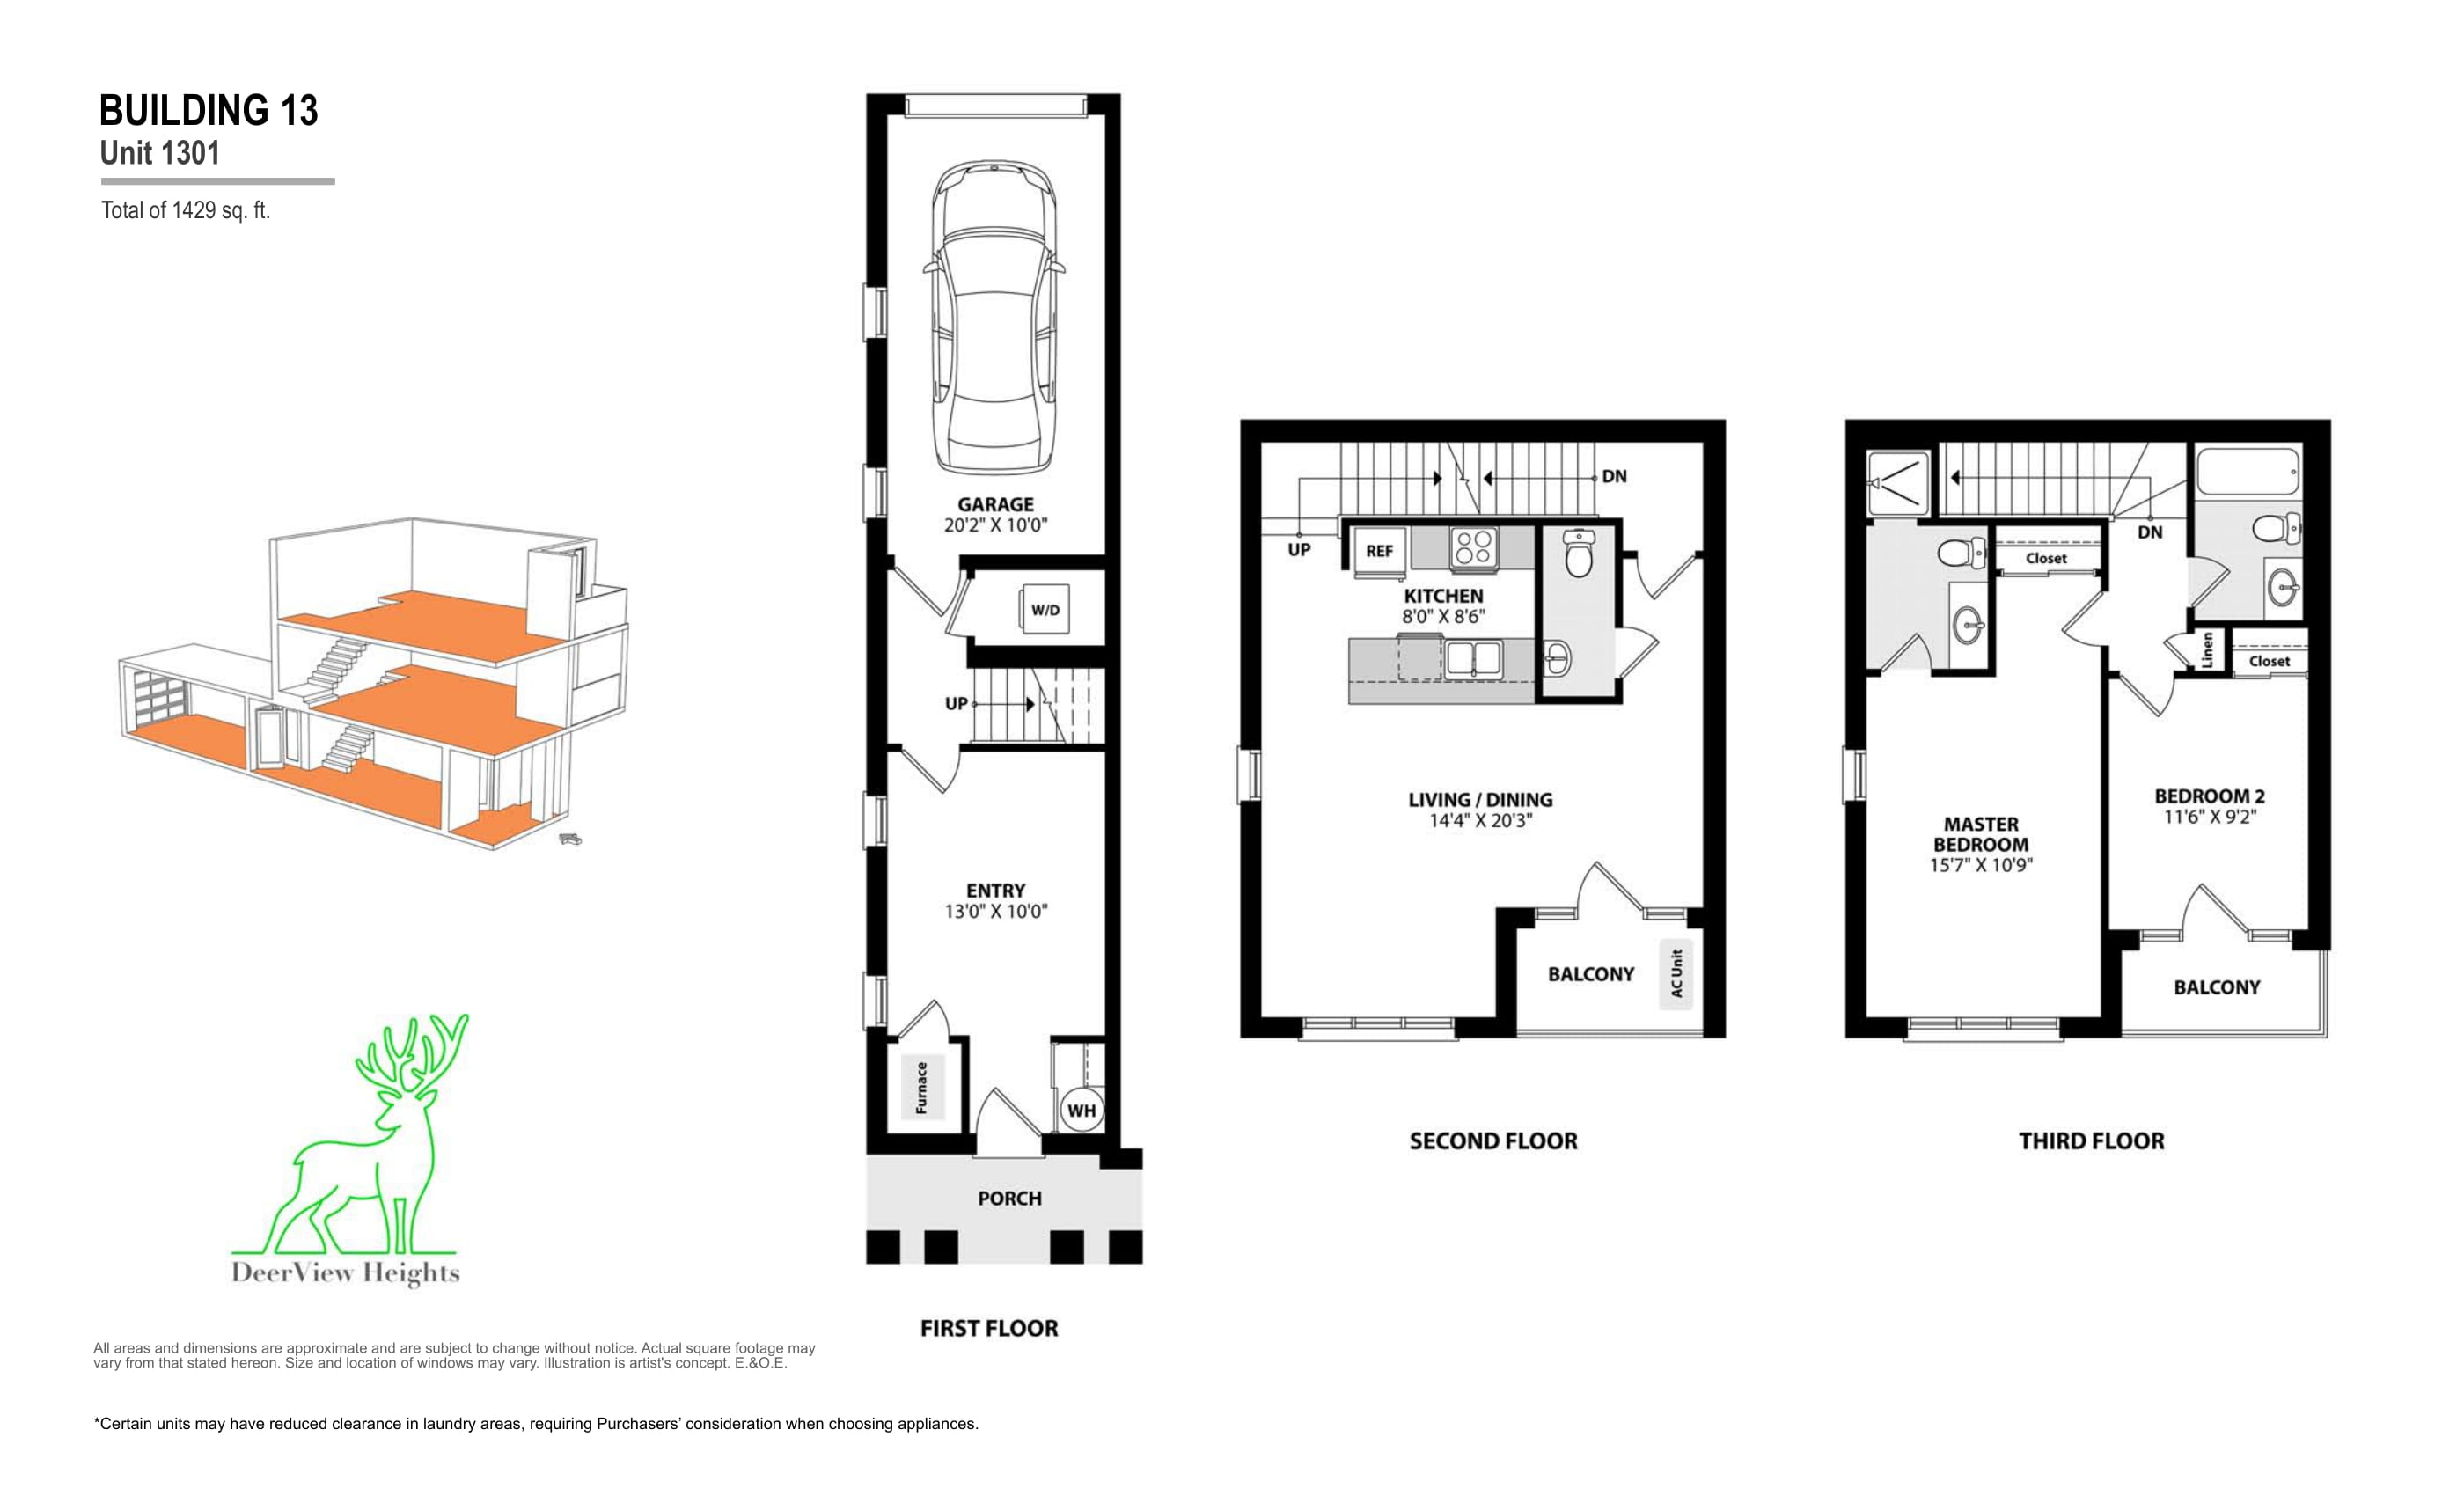 BUILDING 13
Unit 1301
Total of 1429 sq. ft.
GARAGE
20'2" X 10'0"
W/D
UP
ENTRY
13'0" X 10'0"
Furnace
WH
PORCH
FIRST FLOOR
DN
UP
REF
KITCHEN
8'0" X 8'6"
LIVING / DINING
14'4" X 20'3"
BALCONY
AC Unit
SECOND FLOOR
DN
Closet
Linen
Closet
BEDROOM 2
11'6" X 9'2"
MASTER
BEDROOM
15'7" X 10'9"
BALCONY
THIRD FLOOR
DeerView Heights
All areas and dimensions are approximate and are subject to change without notice. Actual square footage may
vary from that stated hereon. Size and location of windows may vary. Illustration is artist's concept. E.&O.E.
*Certain units may have reduced clearance in laundry areas, requiring Purchasers’ consideration when choosing appliances.